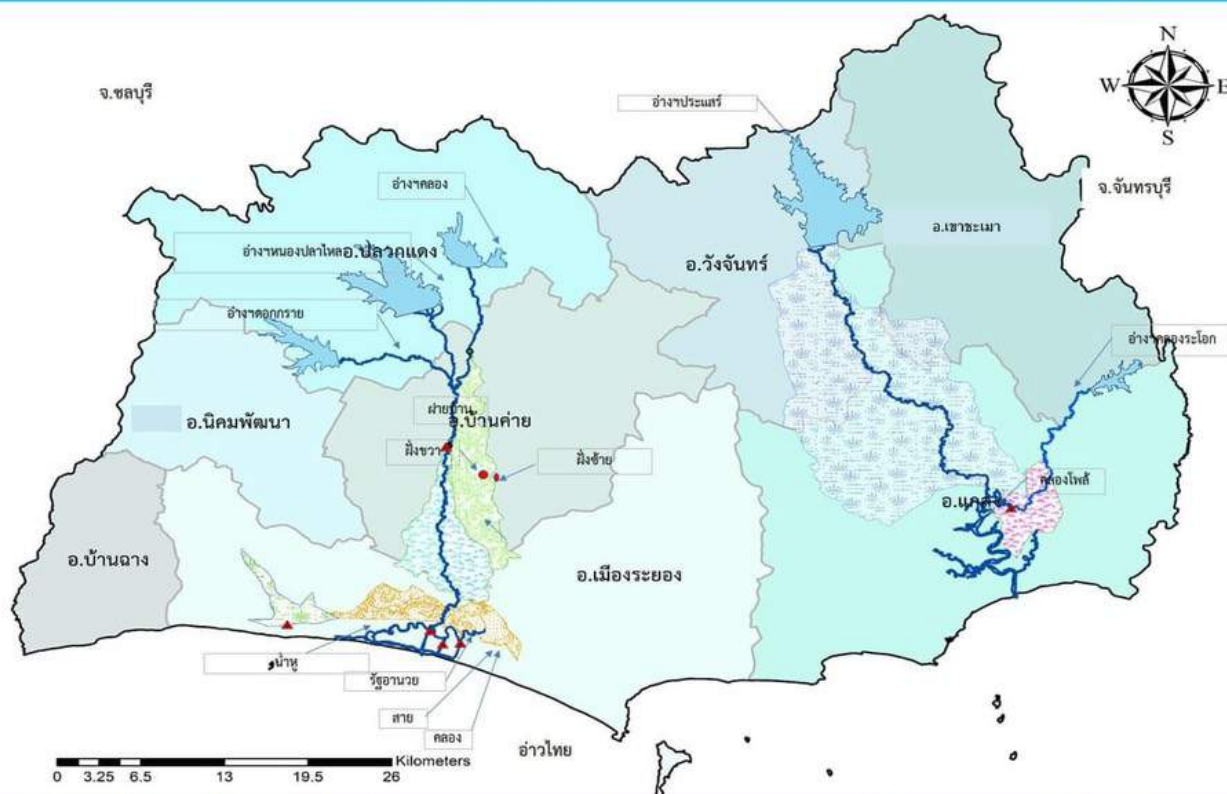 N
จ.ชลบุรี
อ่างฯประแสร์
W
E
S
อ่างฯคลอง
จ.จันทรบุรี
อ่างฯหนองปลาไหล
อ.ปลวกแดง
อ.เขาชะเมา
อ.วังจันทร์
อ่างฯดอกกราย
อ่างฯคลองระโอก
อ.นิคมพัฒนา
ฝายบ้าน
อ.บ้านค่าย
ฝั่งขวา
ฝั่งซ้าย
คลองโพล้
อ.แกลง
อ.บ้านฉาง
อ.เมืองระยอง
น้ำหู
รัฐอานวย
สาย
คลอง
อ่าวไทย
Kilometers
0 3.25 6.5 13 19.5 26